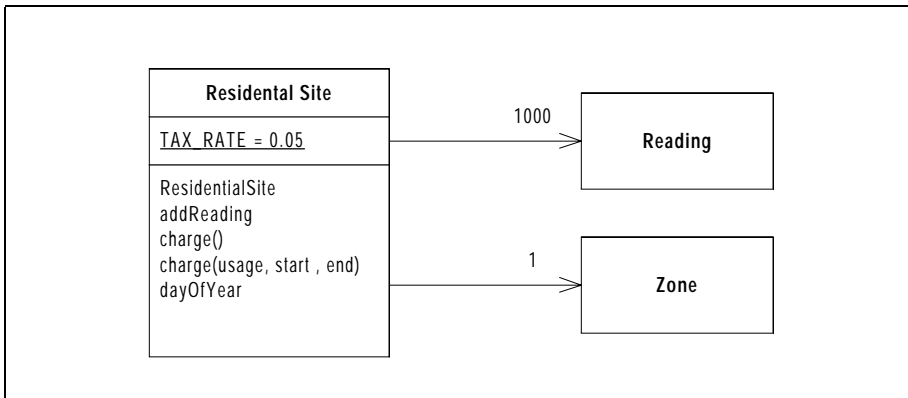 Residental Site
TAX_RATE = 0.05
ResidentialSite
addReading
charge()
charge(usage, start , end)
dayOfYear
1000
Reading
1
Zone